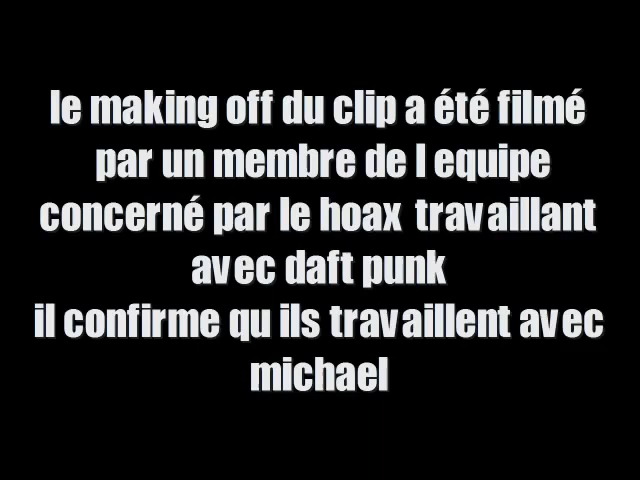 le making off du clip a été filmé
par un membre de l equipe
concerné par le hoax travaillant
avec daft punk
il confirme qu ils travaillent avec
michael